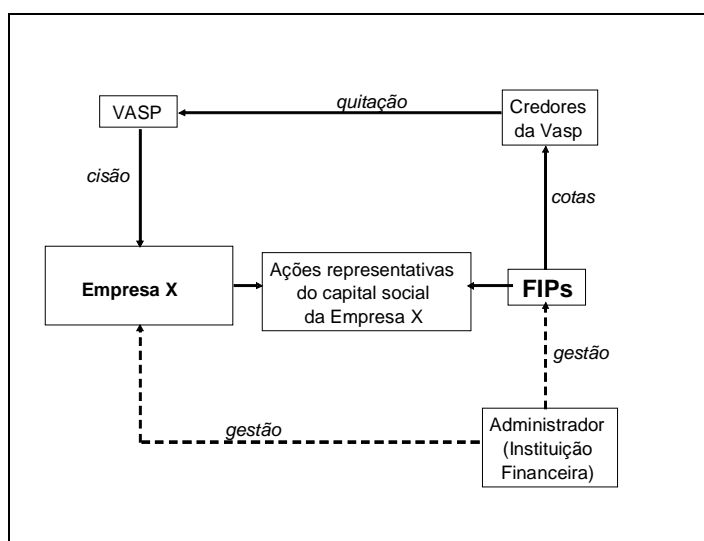 quitação
VASP
Credores
da Vasp
cisão
cotas
Empresa X
Ações representativas
do capital social
da Empresa X
FIPs
gestão
gestão
Administrador
(Instituição
Financeira)